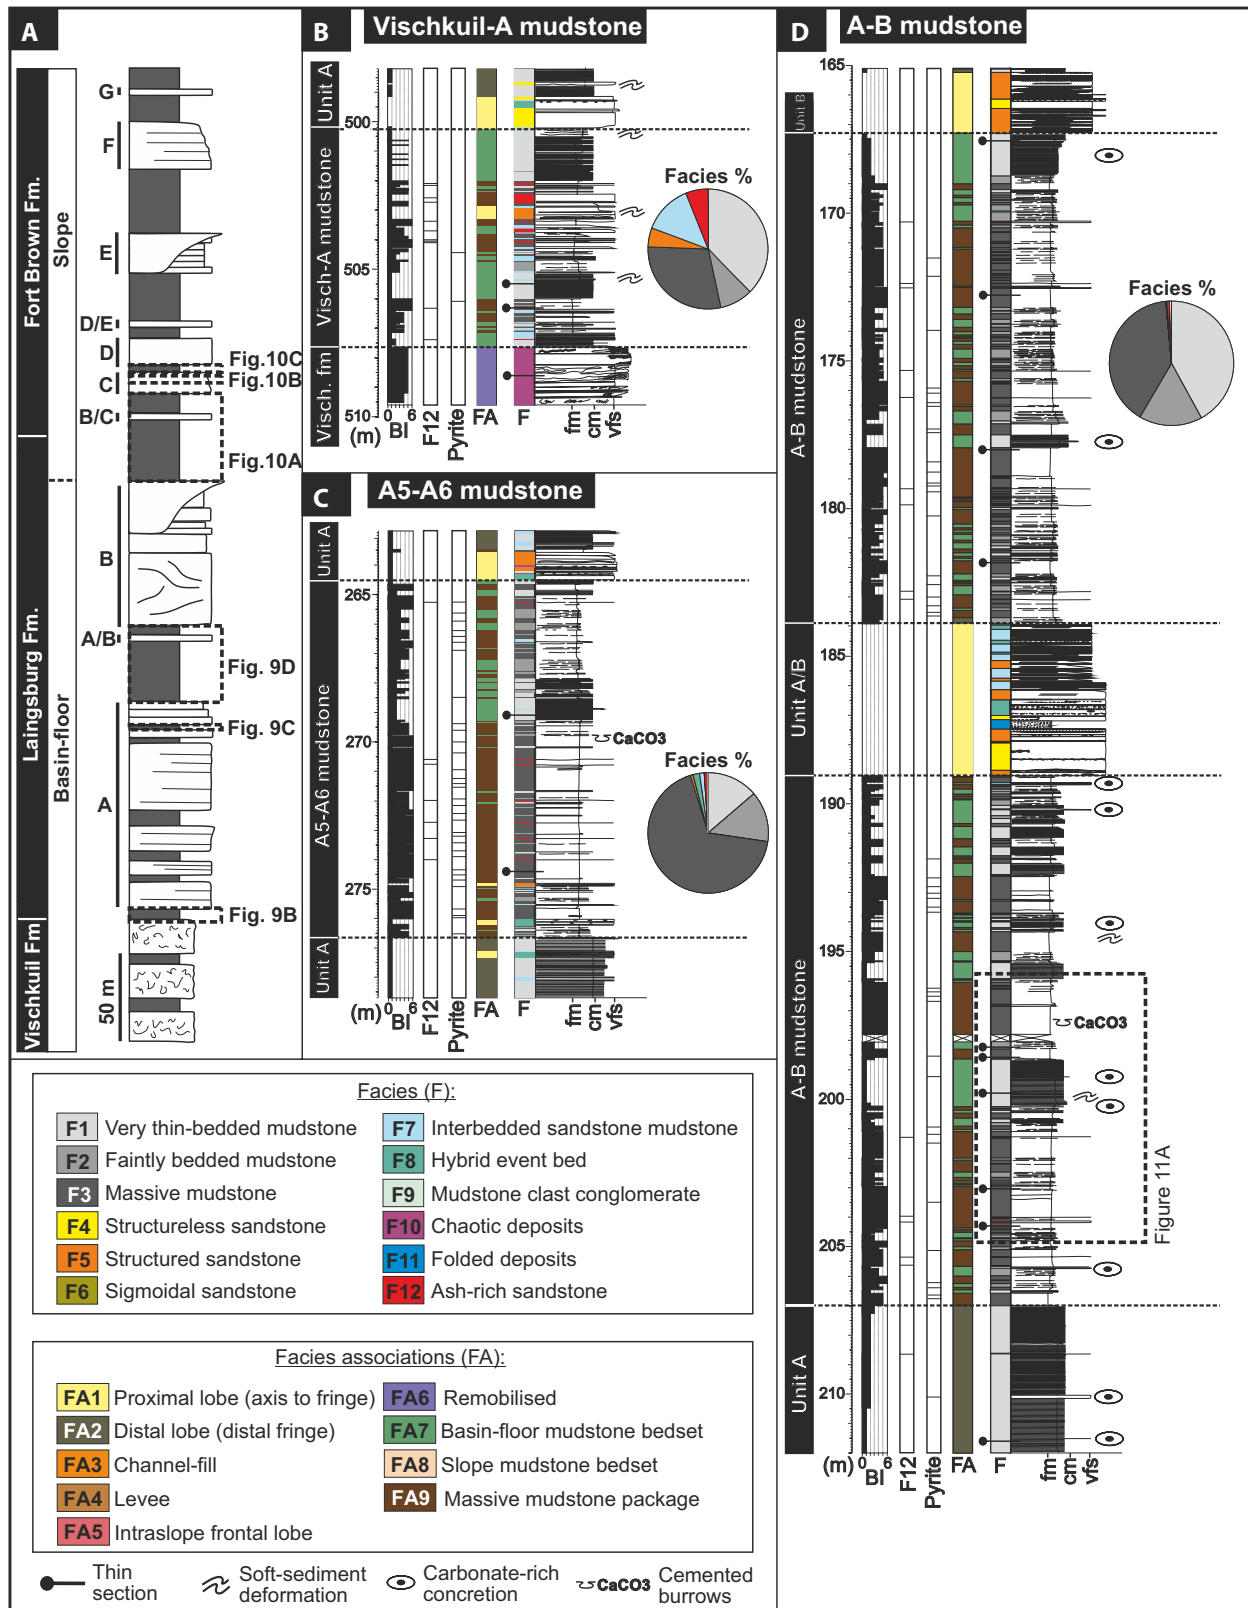 A
Fort Brown Fm.
Laingsburg Fm.
Vischkuil Fm
Slope
Basin-floor
G
F
E
D/E
D
C
B/C
B
A/B
A
50 m
Fig.10C
Fig.10B
Fig.10A
Fig. 9D
Fig. 9C
Fig. 9B
B
Vischkuil-A mudstone
Unit A
Visch-A mudstone
Visch. fm
500
505
510
(m)
BI
0 6
F12
Pyrite
FA
F
fm
cm
vfs
Facies %
C
A5-A6 mudstone
Unit A
A5-A6 mudstone
Unit A
265
270
275
(m)
BI
0 6
F12
Pyrite
FA
F
fm
cm
vfs
CaCO3
Facies %
D
A-B mudstone
Unit B
A-B mudstone
Unit A/B
A-B mudstone
Unit A
165
170
175
180
185
190
195
200
205
210
(m)
BI
0 6
F12
Pyrite
FA
F
fm
cm
vfs
Facies %
CaCO3
Figure 11A
Facies (F):
F1 Very thin-bedded mudstone
F2 Faintly bedded mudstone
F3 Massive mudstone
F4 Structureless sandstone
F5 Structured sandstone
F6 Sigmoidal sandstone
F7 Interbedded sandstone mudstone
F8 Hybrid event bed
F9 Mudstone clast conglomerate
F10 Chaotic deposits
F11 Folded deposits
F12 Ash-rich sandstone
Facies associations (FA):
FA1 Proximal lobe (axis to fringe)
FA2 Distal lobe (distal fringe)
FA3 Channel-fill
FA4 Levee
FA5 Intraslope frontal lobe
FA6 Remobilised
FA7 Basin-floor mudstone bedset
FA8 Slope mudstone bedset
FA9 Massive mudstone package
Thin
section
Soft-sediment
deformation
Carbonate-rich
concretion
CaCO3 Cemented
burrows